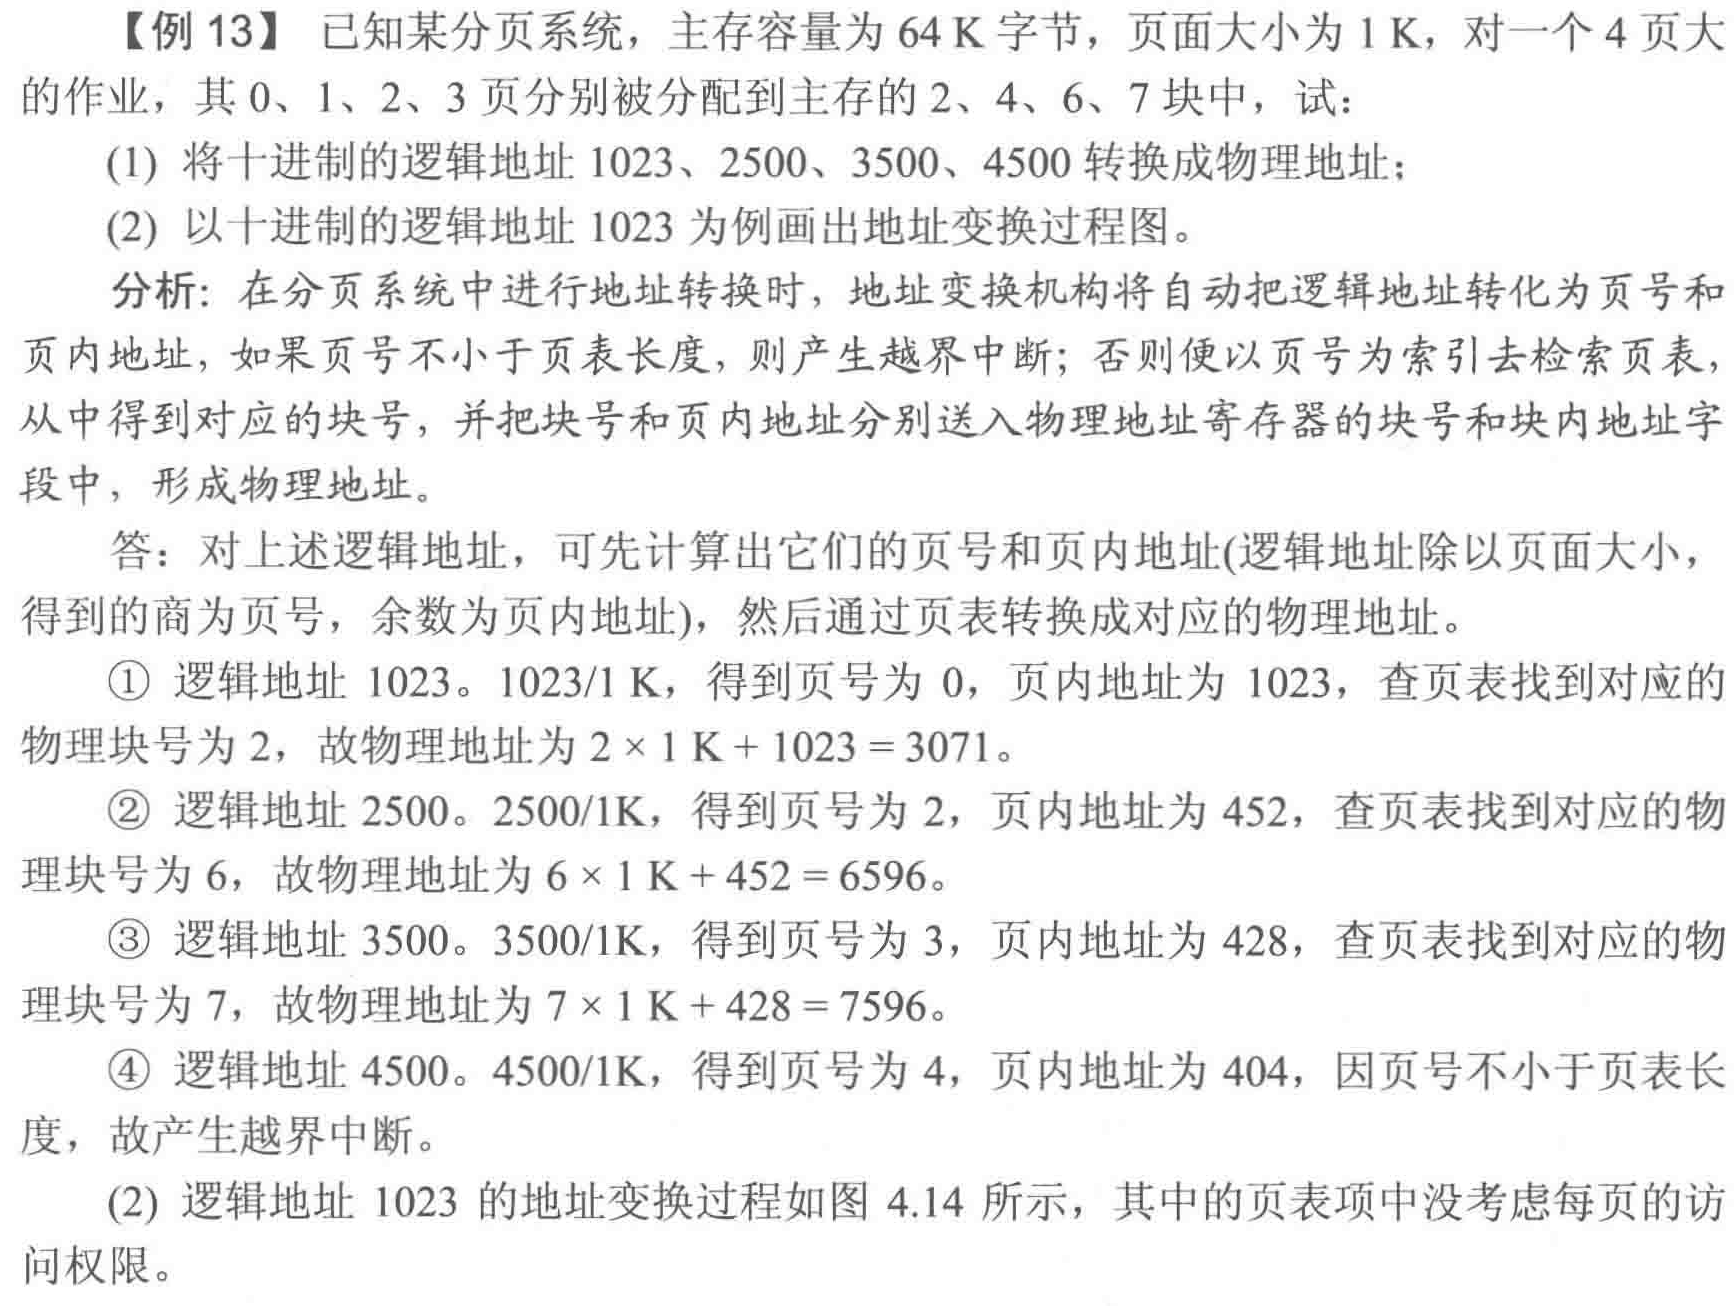 【例 13】 已知某分页系统，主存容量为 64 K 字节，页面大小为 1 K，对一个 4 页大
的作业，其 0、1、2、3 页分别被分配到主存的 2、4、6、7 块中，试：
(1) 将十进制的逻辑地址 1023、2500、3500、4500 转换成物理地址；
(2) 以十进制的逻辑地址 1023 为例画出地址变换过程图。
分析：在分页系统中进行地址转换时，地址变换机构将自动把逻辑地址转化为页号和
页内地址，如果页号不小于页表长度，则产生越界中断；否则便以页号为索引去检索页表，
从中得到对应的块号，并把块号和页内地址分别送入物理地址寄存器的块号和块内地址字
段中，形成物理地址。
答：对上述逻辑地址，可先计算出它们的页号和页内地址(逻辑地址除以页面大小，
得到的商为页号，余数为页内地址)，然后通过页表转换成对应的物理地址。
① 逻辑地址 1023。1023/1 K，得到页号为 0，页内地址为 1023，查页表找到对应的
物理块号为 2，故物理地址为 2 × 1 K + 1023 = 3071。
② 逻辑地址 2500。2500/1K，得到页号为 2，页内地址为 452，查页表找到对应的物
理块号为 6，故物理地址为 6 × 1 K + 452 = 6596。
③ 逻辑地址 3500。3500/1K，得到页号为 3，页内地址为 428，查页表找到对应的物
理块号为 7，故物理地址为 7 × 1 K + 428 = 7596。
④ 逻辑地址 4500。4500/1K，得到页号为 4，页内地址为 404，因页号不小于页表长
度，故产生越界中断。
(2) 逻辑地址 1023 的地址变换过程如图 4.14 所示，其中的页表项中没考虑每页的访
问权限。